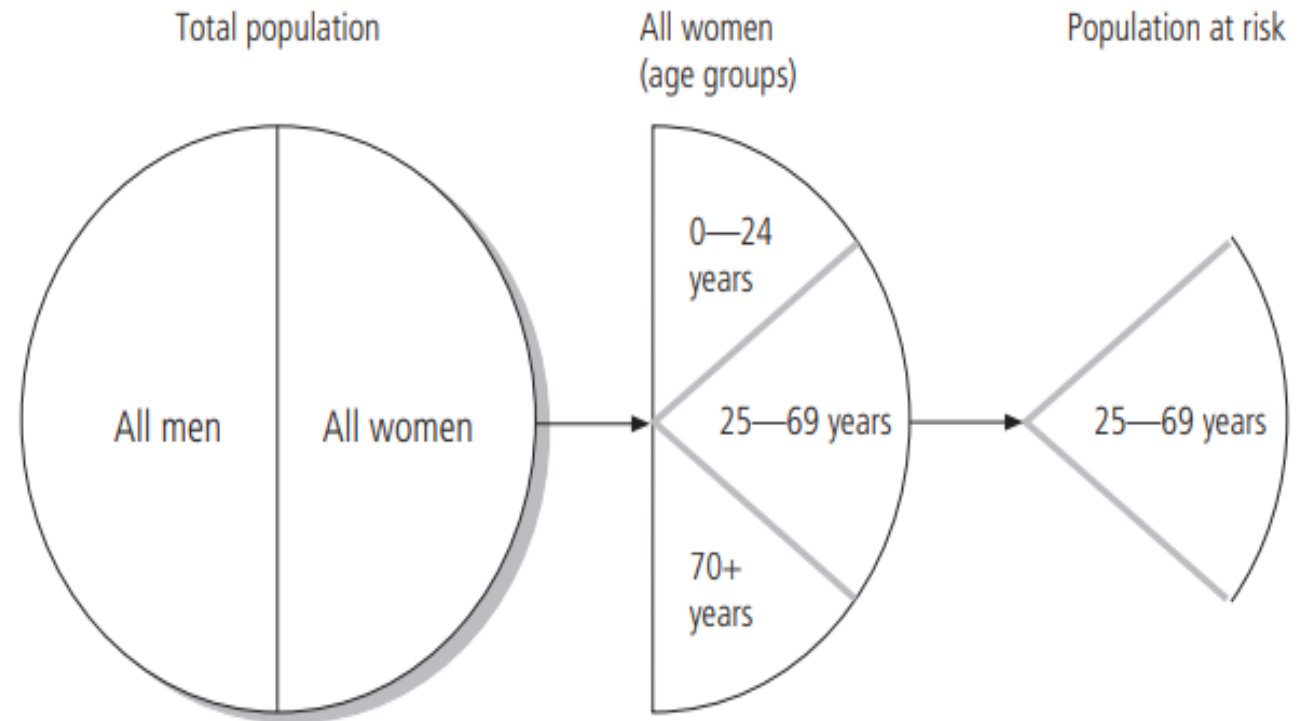 Total population
All women
(age groups)
Population at risk
All men
All women
0—24
years
25—69 years
70+
years
25—69 years